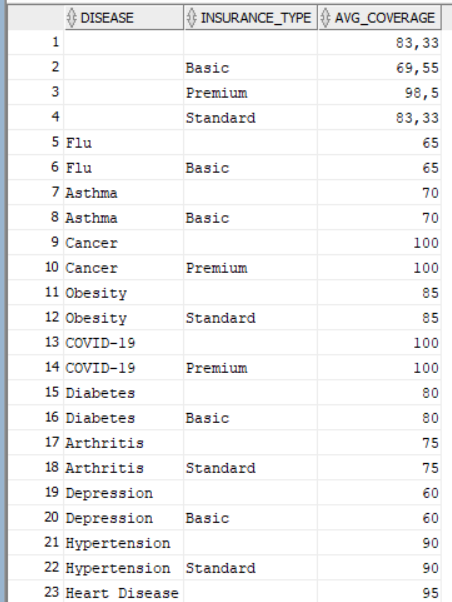 DISEASE INSURANCE_TYPE AVG_COVERAGE
1 83,33
2 Basic 69,55
3 Premium 98,5
4 Standard 83,33
5 Flu 65
6 Flu Basic 65
7 Asthma 70
8 Asthma Basic 70
9 Cancer 100
10 Cancer Premium 100
11 Obesity 85
12 Obesity Standard 85
13 COVID-19 100
14 COVID-19 Premium 100
15 Diabetes 80
16 Diabetes Basic 80
17 Arthritis 75
18 Arthritis Standard 75
19 Depression 60
20 Depression Basic 60
21 Hypertension 90
22 Hypertension Standard 90
23 Heart Disease 95